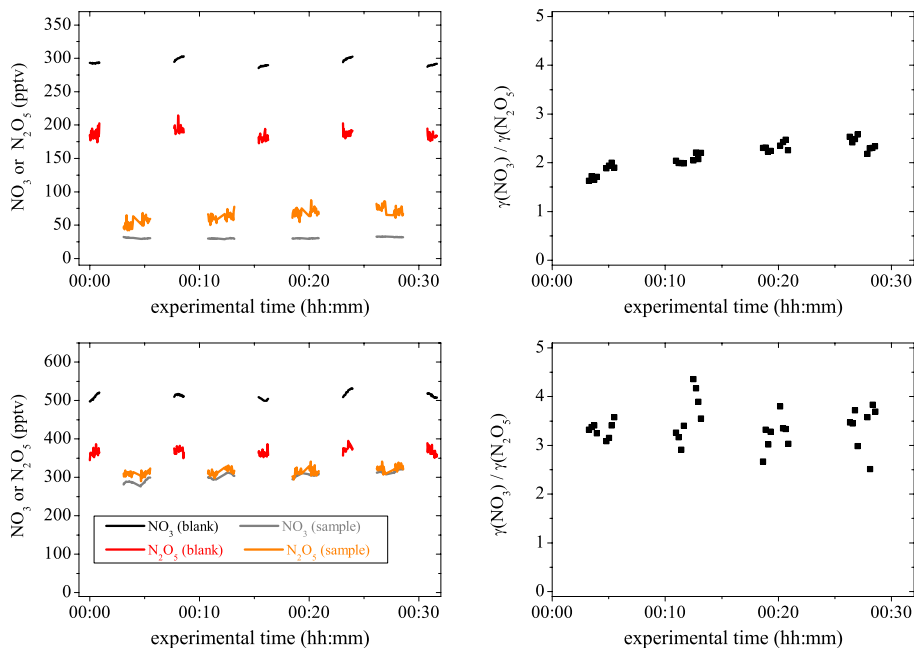 NO₃ or N₂O₅ (pptv)
350
300
250
200
150
100
50
0
00:00 00:10 00:20 00:30
experimental time (hh:mm)
γ(NO₃) / γ(N₂O₅)
5
4
3
2
1
0
00:00 00:10 00:20 00:30
experimental time (hh:mm)
NO₃ or N₂O₅ (pptv)
600
500
400
300
200
100
0
NO₃ (blank) NO₃ (sample)
N₂O₅ (blank) N₂O₅ (sample)
00:00 00:10 00:20 00:30
experimental time (hh:mm)
γ(NO₃) / γ(N₂O₅)
5
4
3
2
1
0
00:00 00:10 00:20 00:30
experimental time (hh:mm)